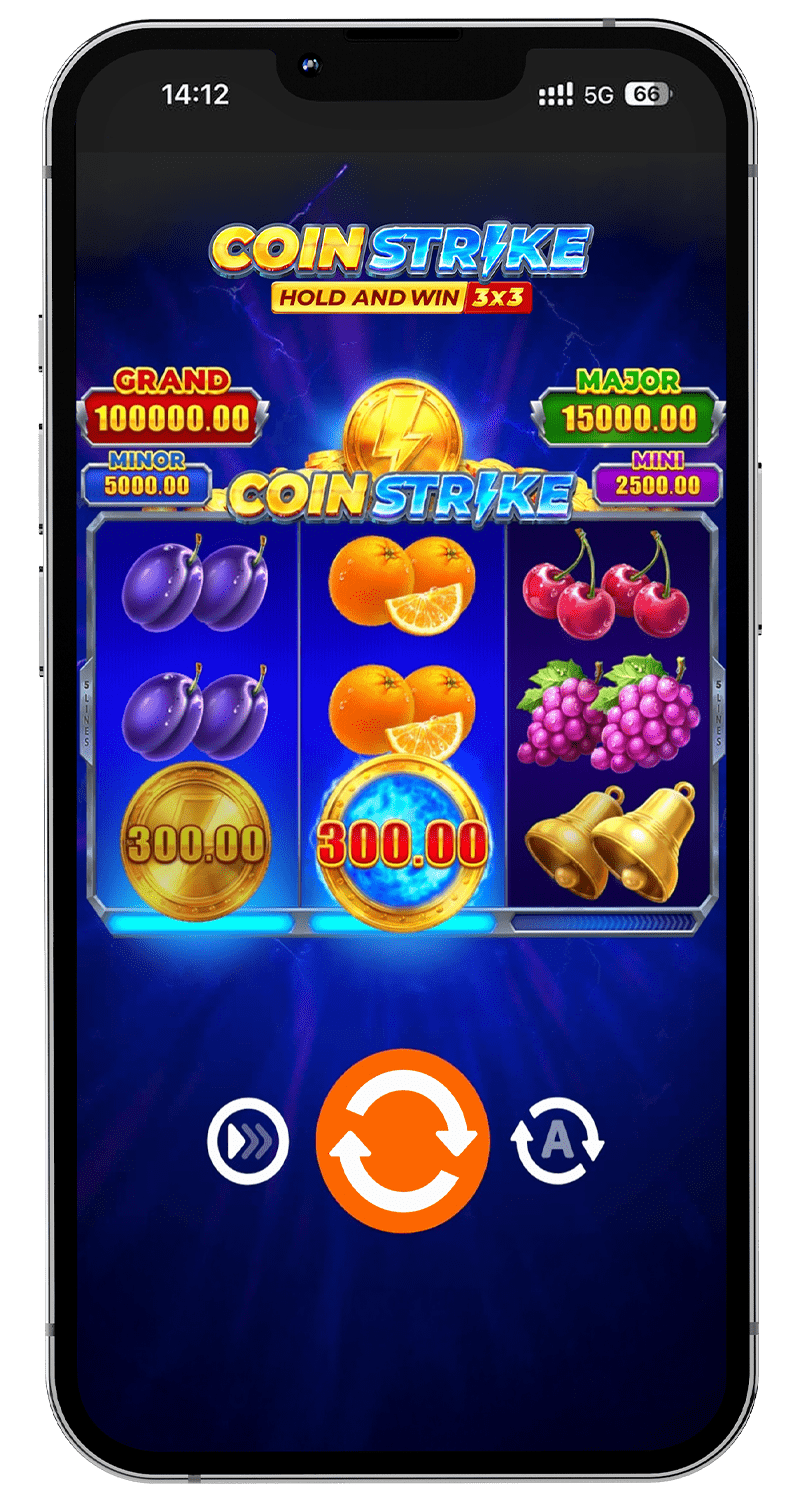 14:12 5G 66
COIN STRIKE
HOLD AND WIN 3X3
GRAND MAJOR
100000.00 15000.00
MINOR MINI
5000.00 2500.00
COIN STRIKE
5 LINES 5 LINES
300.00 300.00
A